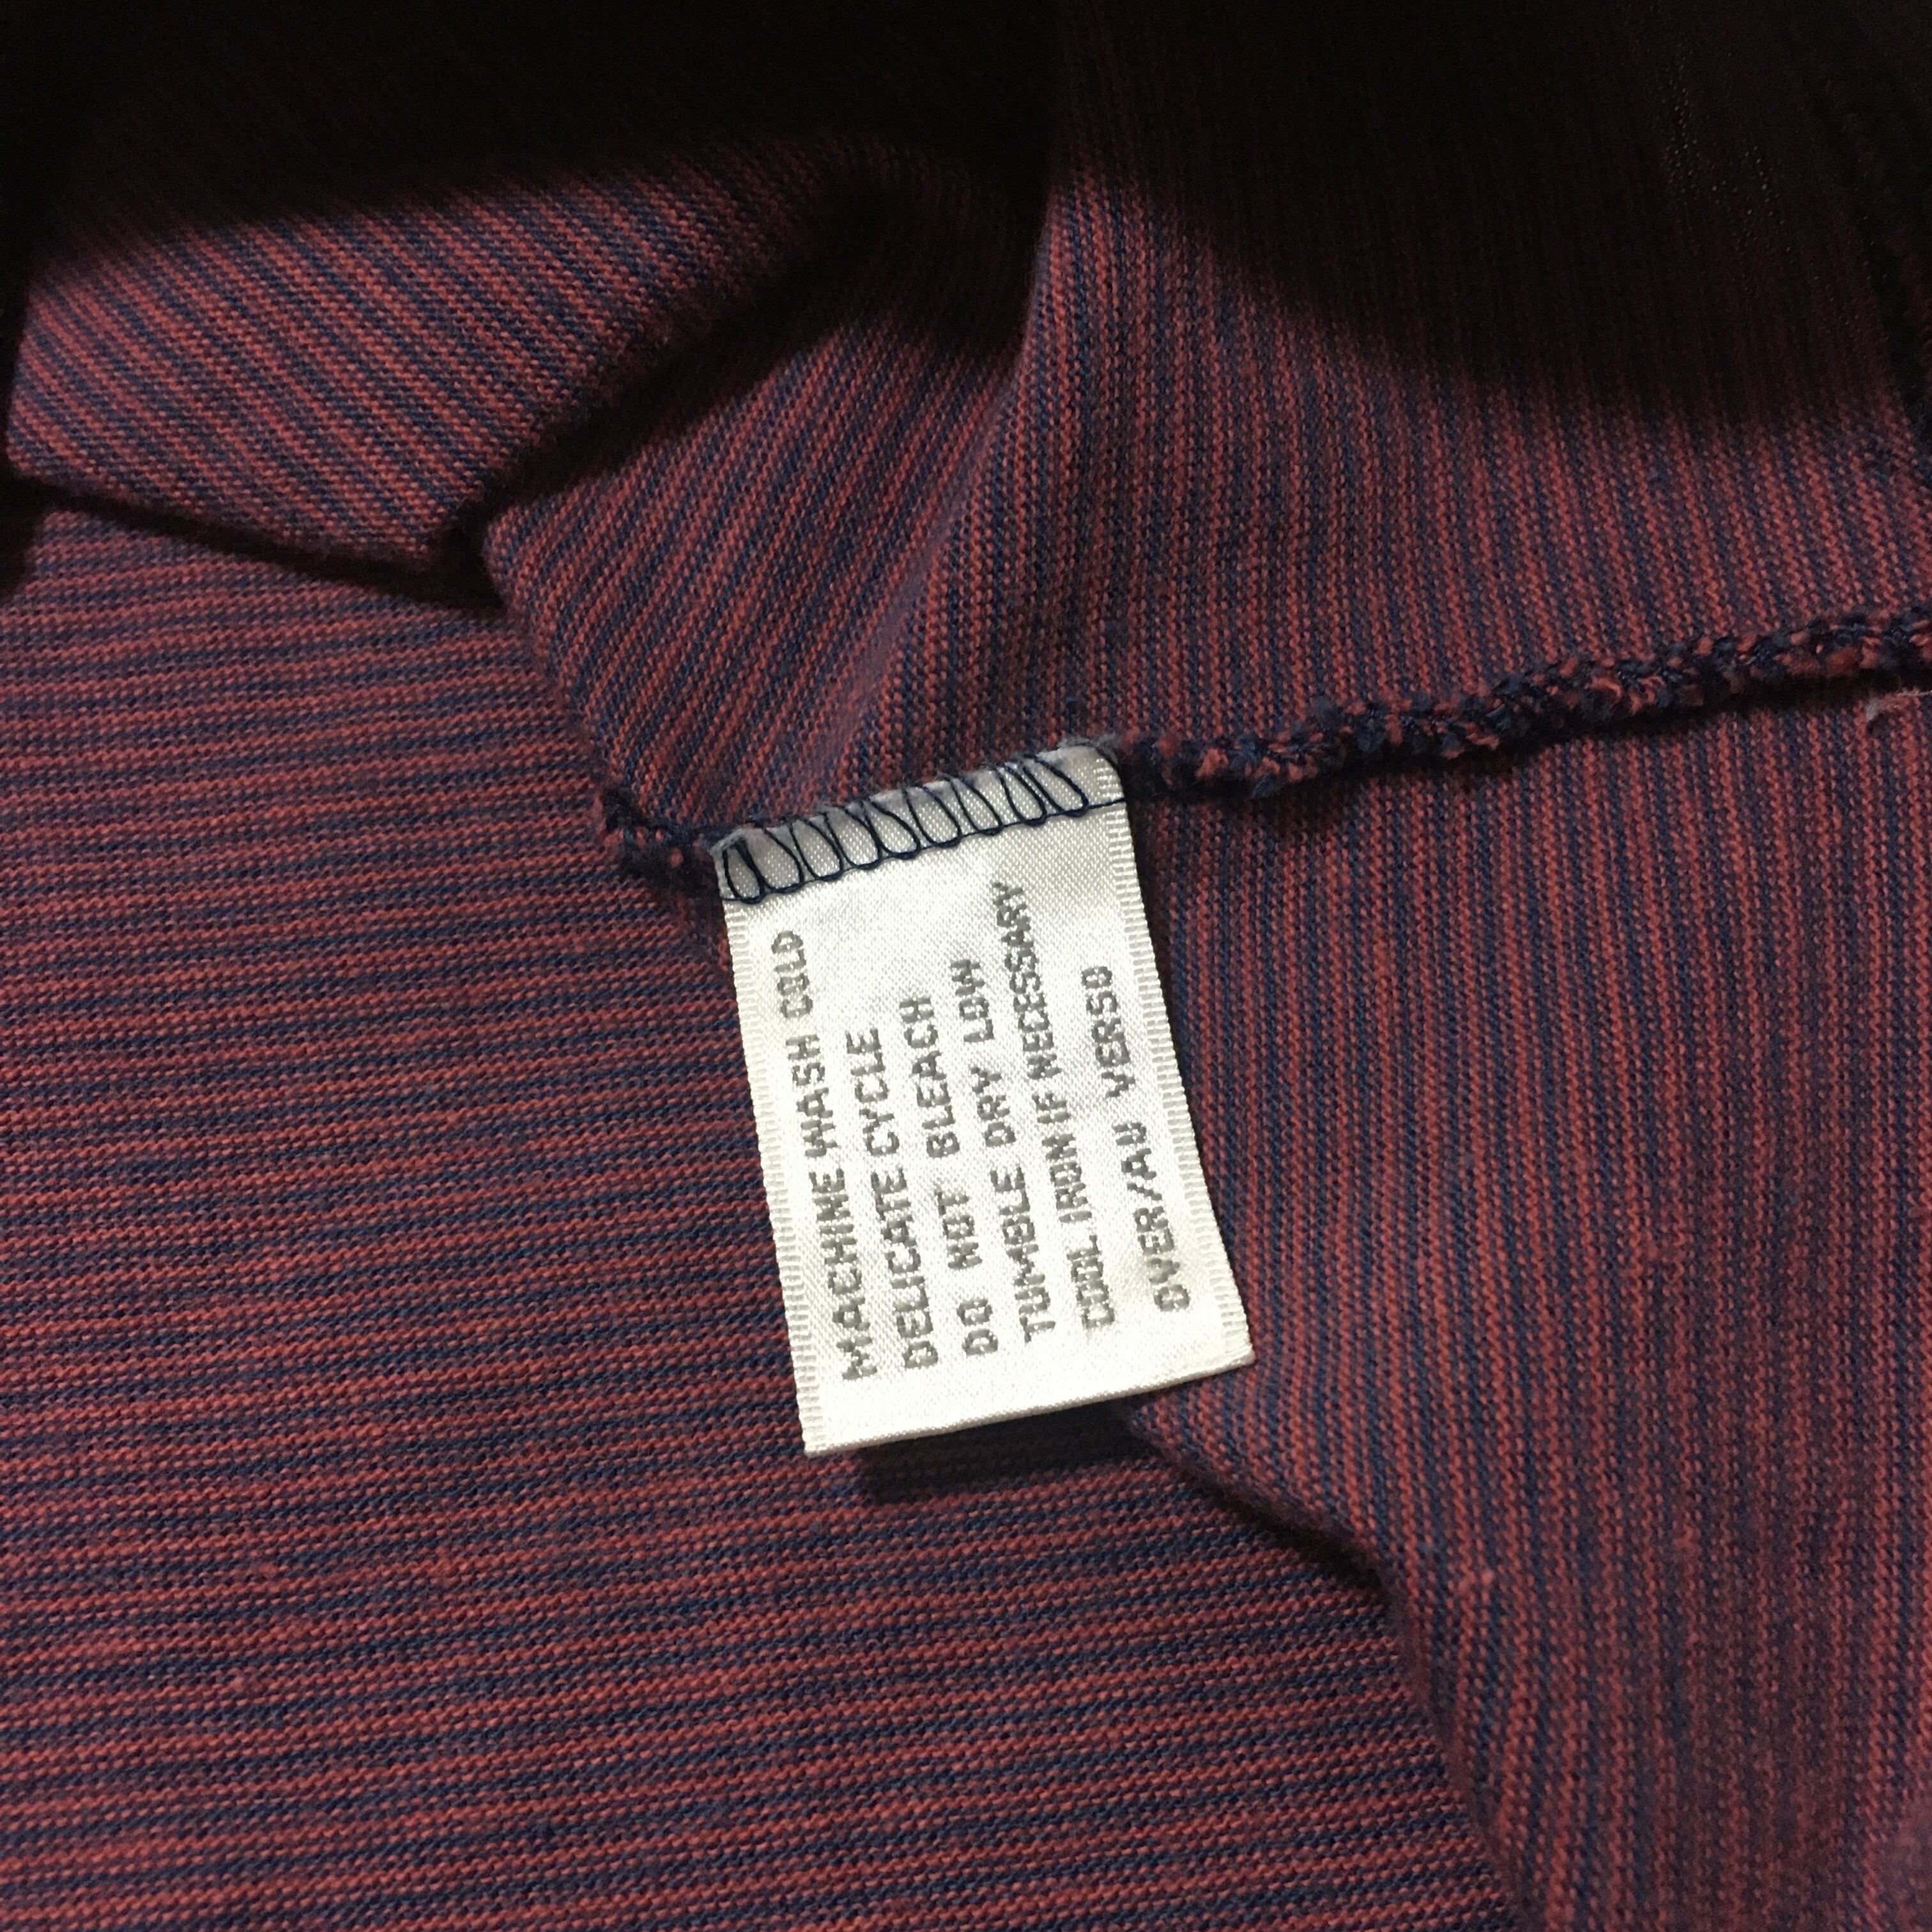 MACHINE WASH COLD
DELICATE CYCLE
DO NOT BLEACH
TUMBLE DRY LOW
COOL IRON IF NECESSARY
OVER/AU VERSO